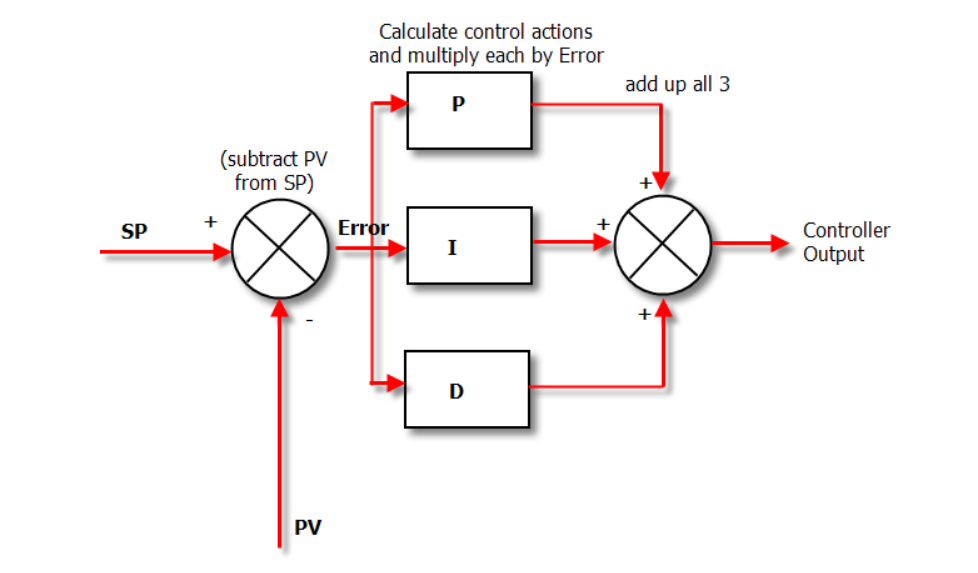 Calculate control actions
and multiply each by Error
P
add up all 3
(subtract PV
from SP)
+
SP
+
Error
I
+
Controller
Output
-
+
D
PV